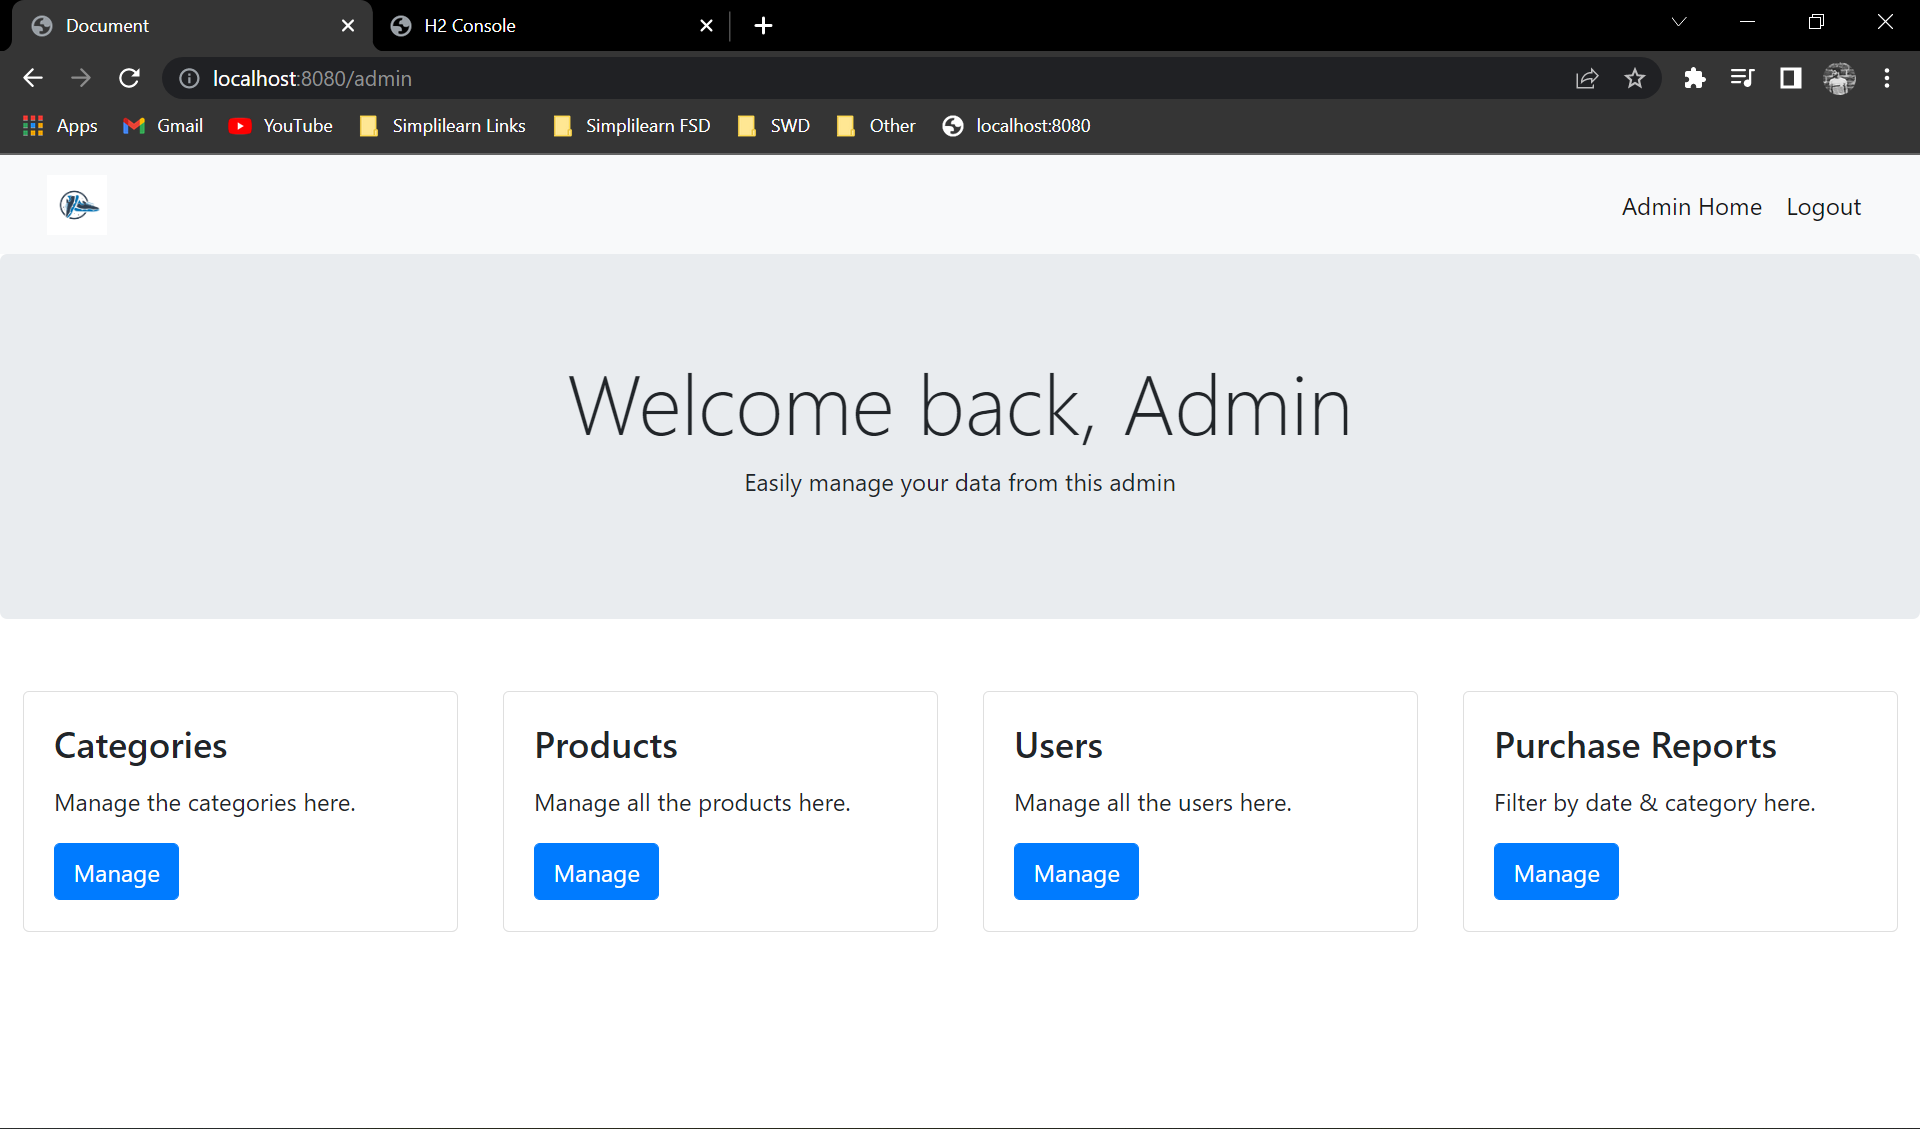 Document
H2 Console
localhost:8080/admin
Apps
Gmail
YouTube
Simplilearn Links
Simplilearn FSD
SWD
Other
localhost:8080
Admin Home
Logout
Welcome back, Admin
Easily manage your data from this admin
Categories
Manage the categories here.
Manage
Products
Manage all the products here.
Manage
Users
Manage all the users here.
Manage
Purchase Reports
Filter by date & category here.
Manage